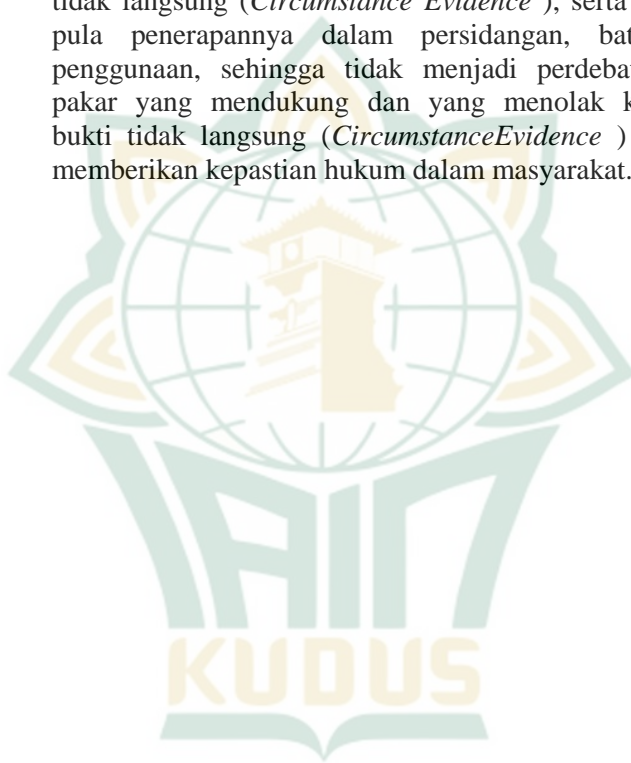 tidak langsung (Circumstance Evidence ), serta
pula penerapannya dalam persidangan,
penggunaan, sehingga tidak menjadi
pakar yang mendukung dan yang menolak
bukti tidak langsung (CircumstanceEvidence )
memberikan kepastian hukum dalam masyarakat.
IAIN
KUDUS